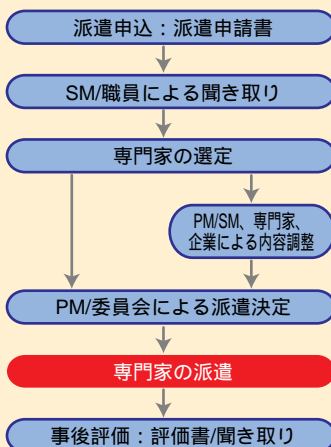 派遣申込：派遣申請書
SM/職員による聞き取り
専門家の選定
PM/SM、専門家、
企業による内容調整
PM/委員会による派遣決定
専門家の派遣
事後評価：評価書/聞き取り